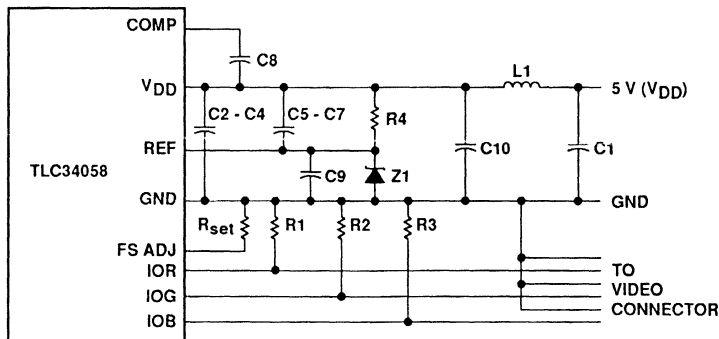 COMP
C8
L1
VDD
5 V (VDD)
C2 - C4
C5 - C7
R4
REF
C10
C1
TLC34058
C9
Z1
GND
GND
Rset
R1
R2
R3
FS ADJ
IOR
TO
IOG
VIDEO
CONNECTOR
IOB